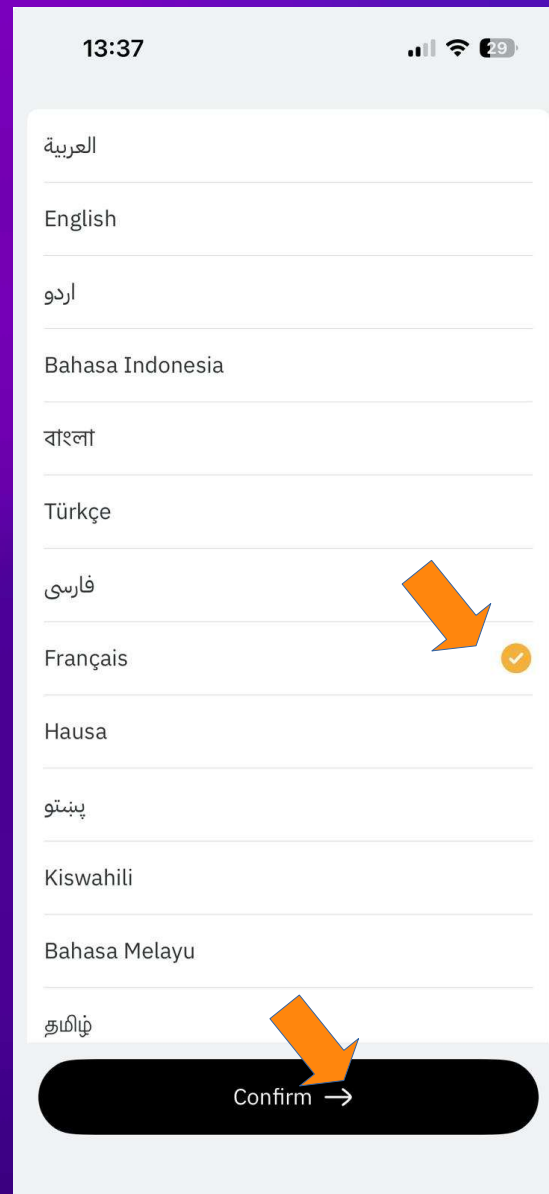 13:37
29
العربية
English
اردو
Bahasa Indonesia
বাংলা
Türkçe
فارسی
Français
Hausa
پښتو
Kiswahili
Bahasa Melayu
தமிழ்
Confirm →